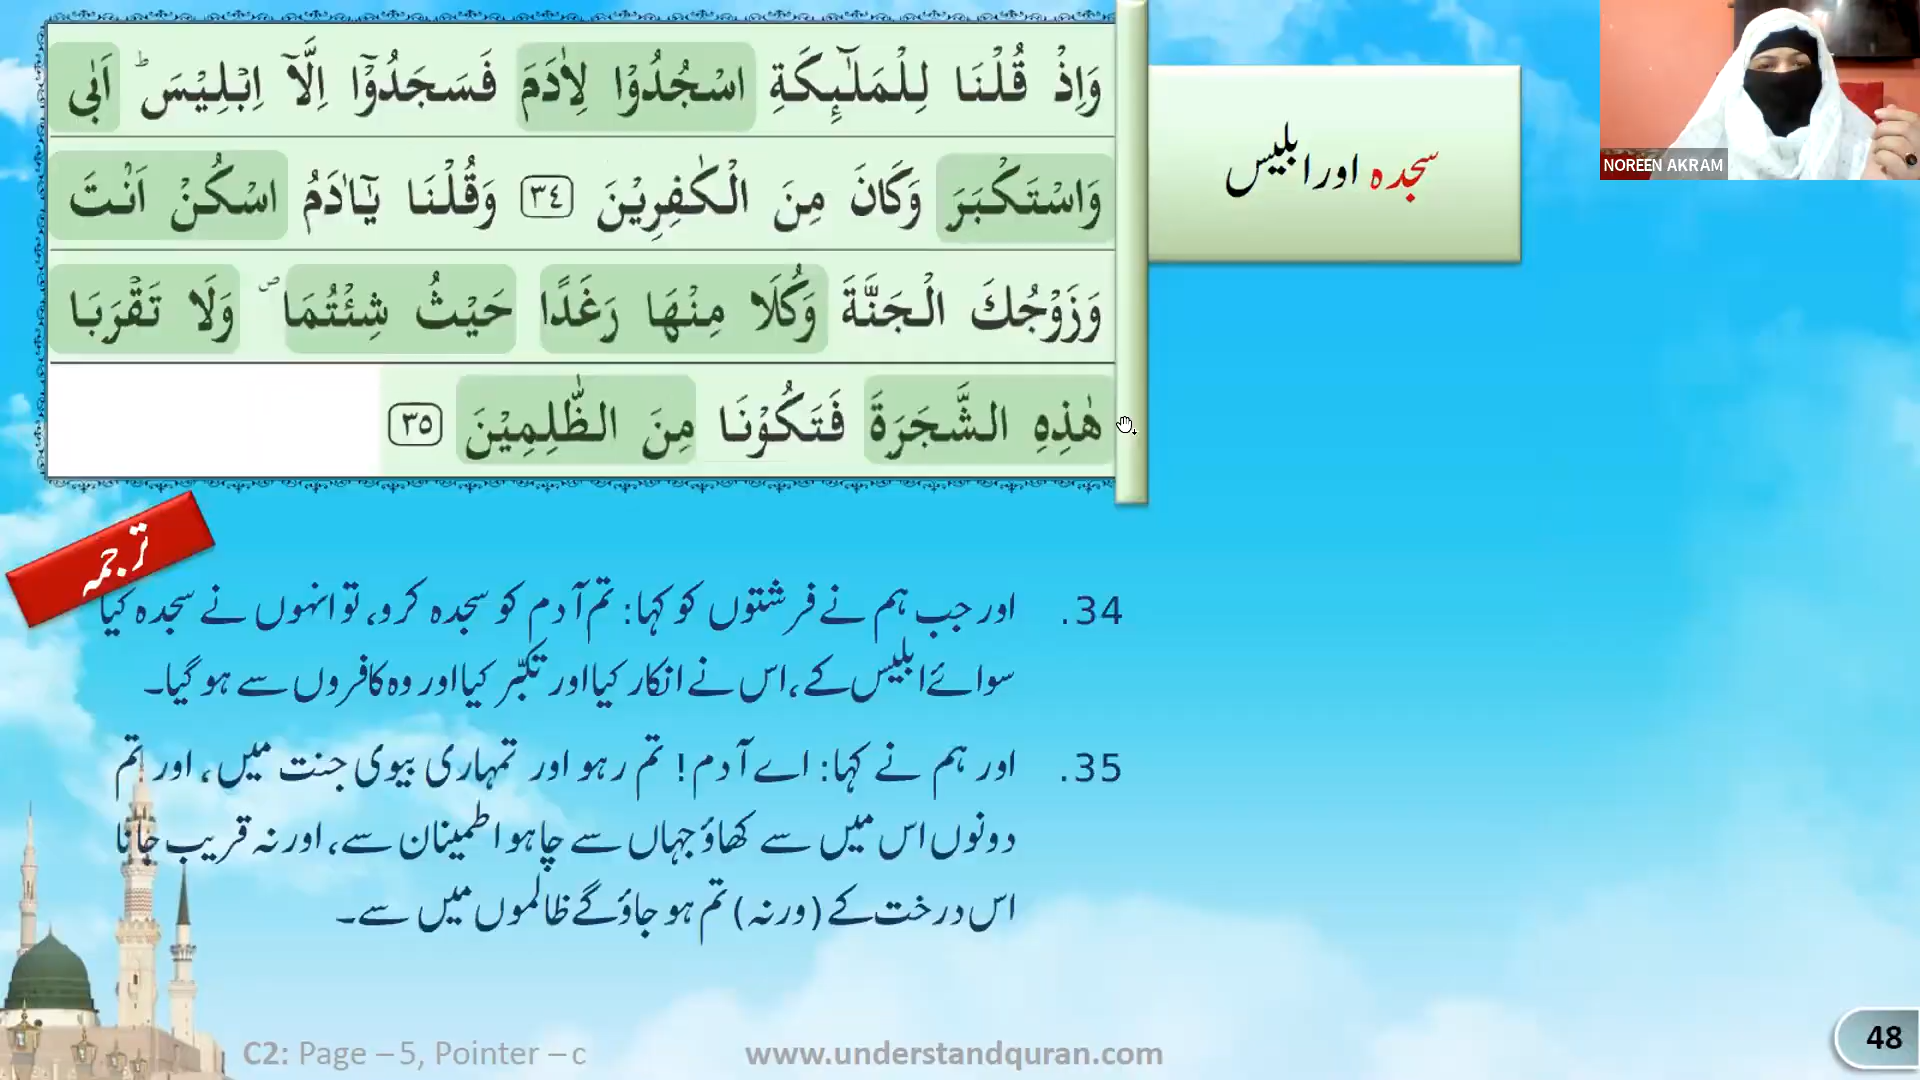 وَاِذْ قُلْنَا لِلْمَلٰٓئِكَةِ اسْجُدُوْا لِاٰدَمَ فَسَجَدُوْٓا اِلَّآ اِبْلِيْسَ ؕ اَبٰى
وَاسْتَكْبَرَ وَكَانَ مِنَ الْكٰفِرِيْنَ ٣٤ وَقُلْنَا يٰٓاٰدَمُ اسْكُنْ اَنْتَ
وَزَوْجُكَ الْجَنَّةَ وَكُلَا مِنْهَا رَغَدًا حَيْثُ شِئْتُمَا ۪ وَلَا تَقْرَبَا
هٰذِهِ الشَّجَرَةَ فَتَكُوْنَا مِنَ الظّٰلِمِيْنَ ٣٥
سجدہ اور ابلیس
NOREEN AKRAM
ترجمہ
34. اور جب ہم نے فرشتوں کو کہا: تم آدم کو سجدہ کرو، تو انہوں نے سجدہ کیا
سوائے ابلیس کے، اس نے انکار کیا اور تکبّر کیا اور وہ کافروں سے ہو گیا۔
35. اور ہم نے کہا: اے آدم! تم رہو اور تمہاری بیوی جنت میں، اور تم
دونوں اس میں سے کھاؤ جہاں سے چاہو اطمینان سے، اور نہ قریب جانا
اس درخت کے (ورنہ) تم ہو جاؤ گے ظالموں میں سے۔
C2: Page – 5, Pointer – c
www.understandquran.com
48